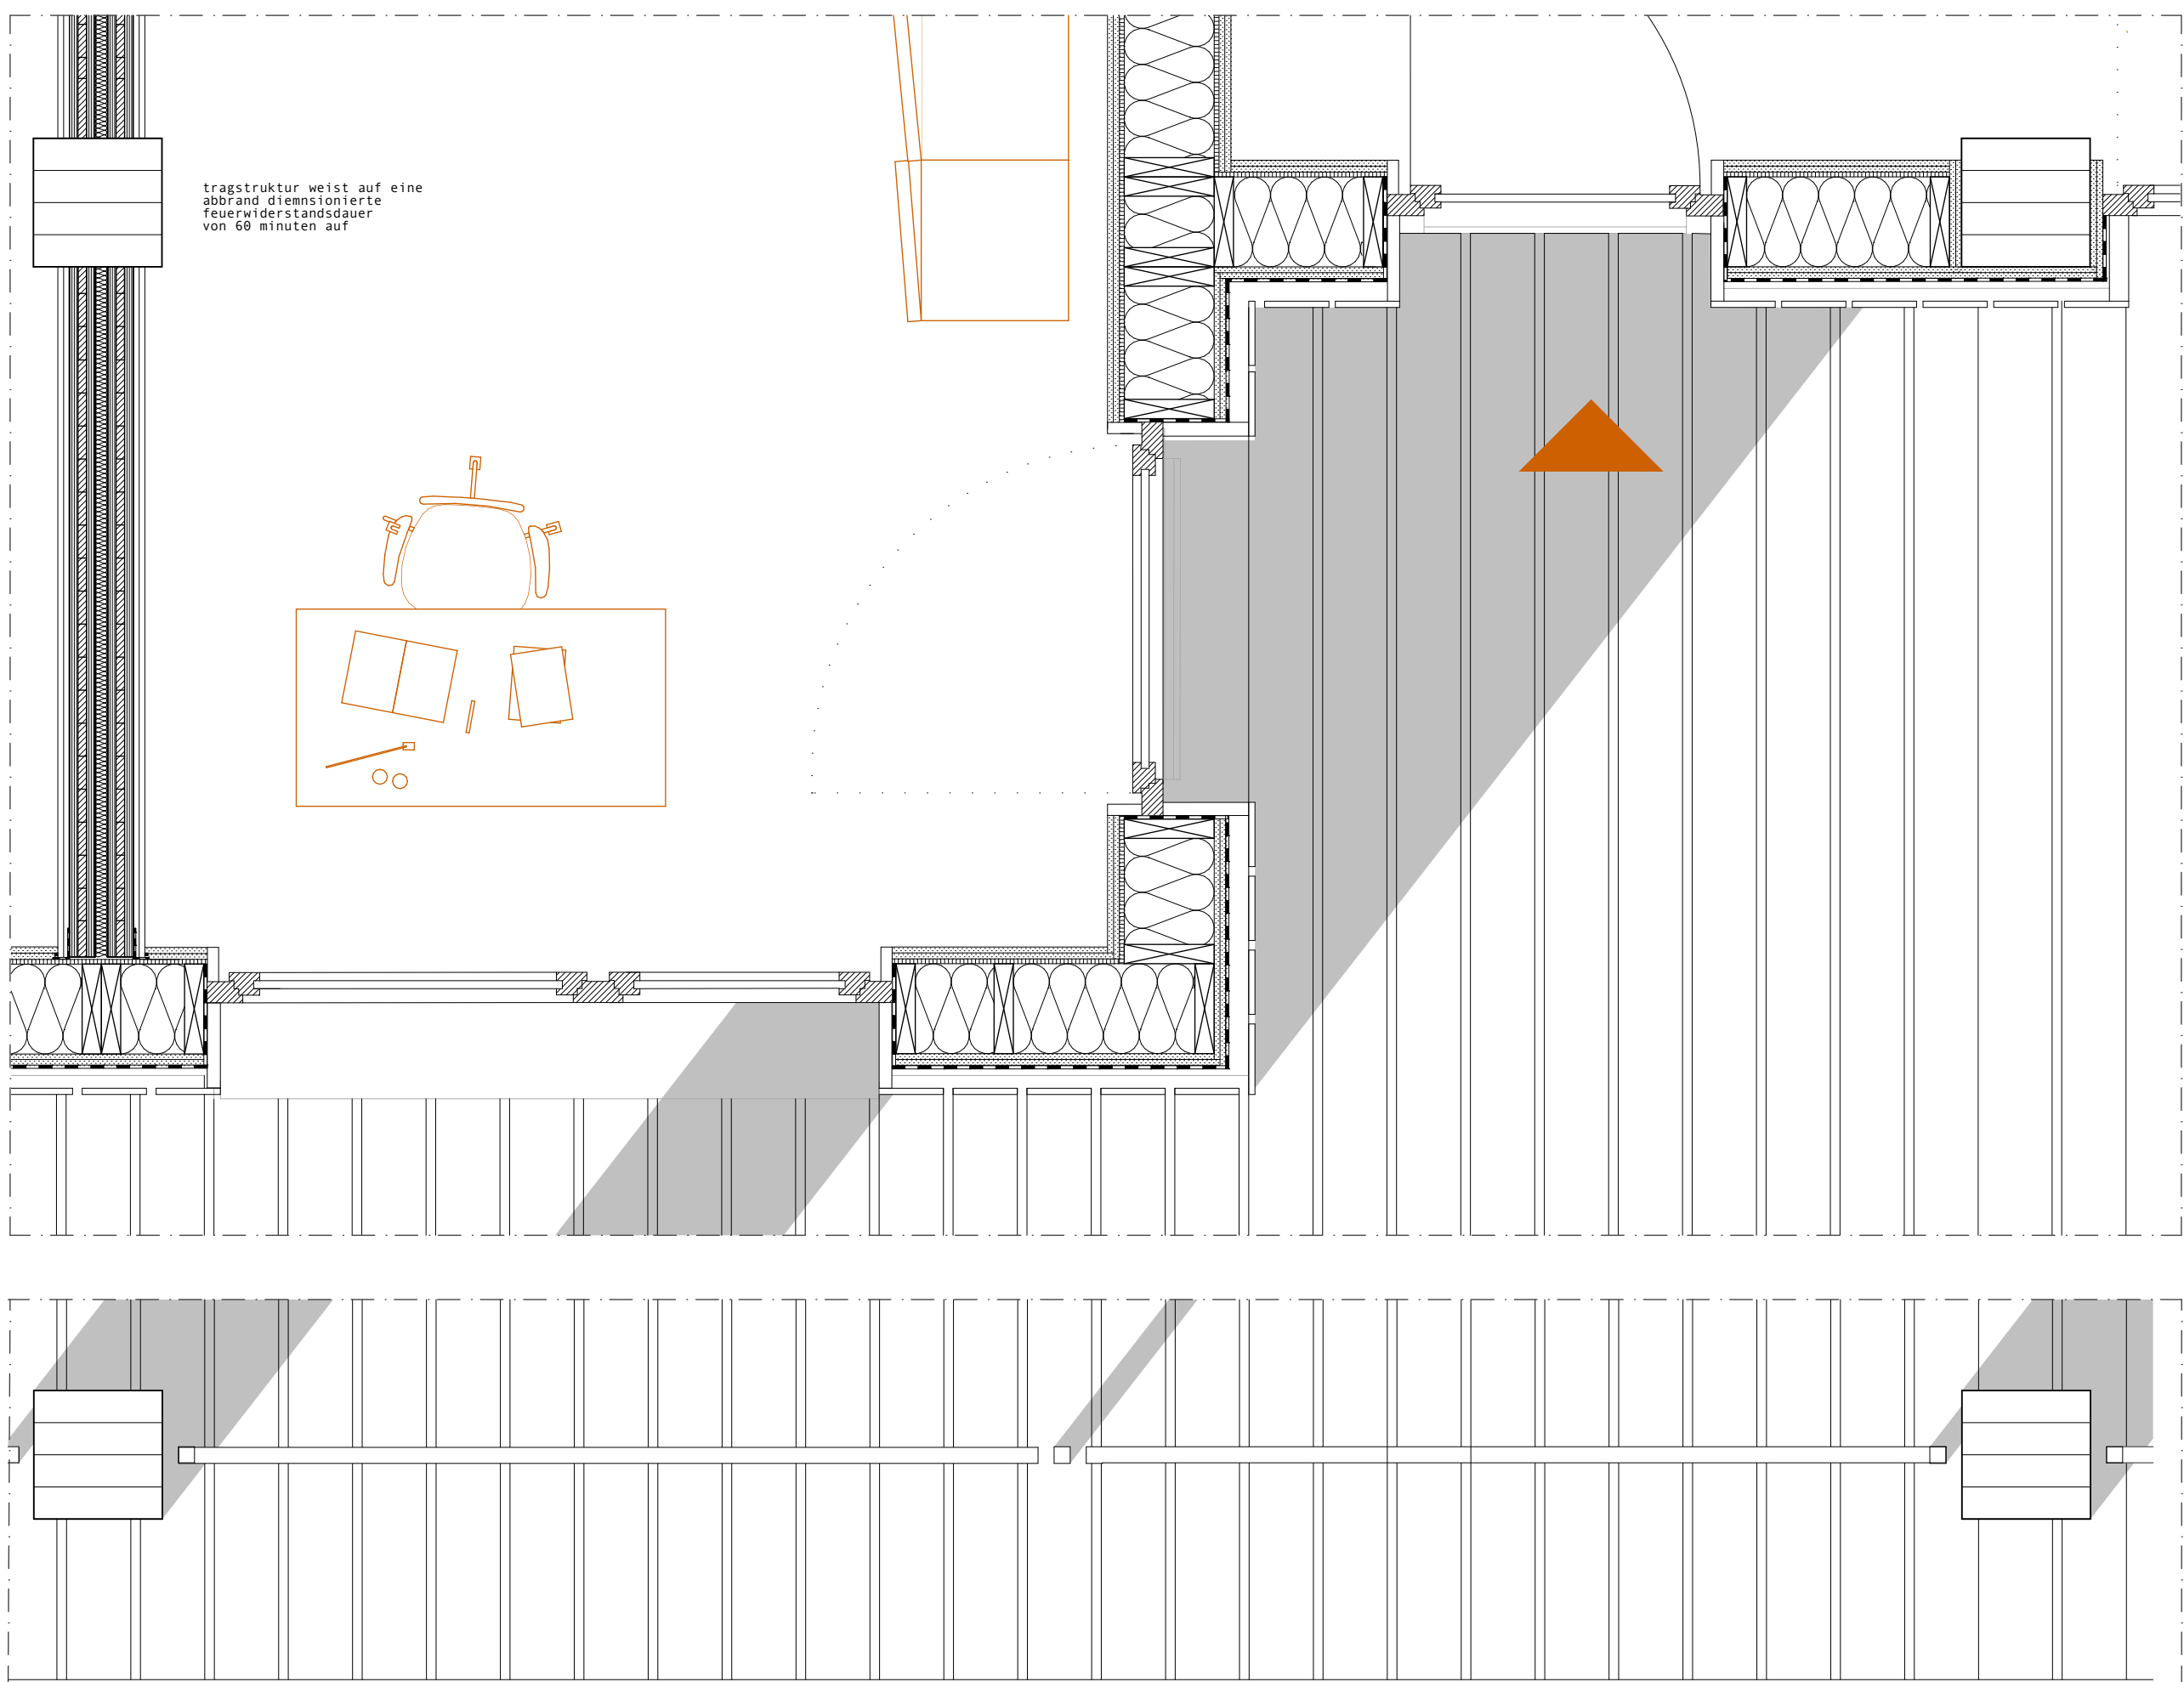 tragstruktur weist auf eine
abbrand diemnsionierte
feuerwiderstandsdauer
von 60 minuten auf